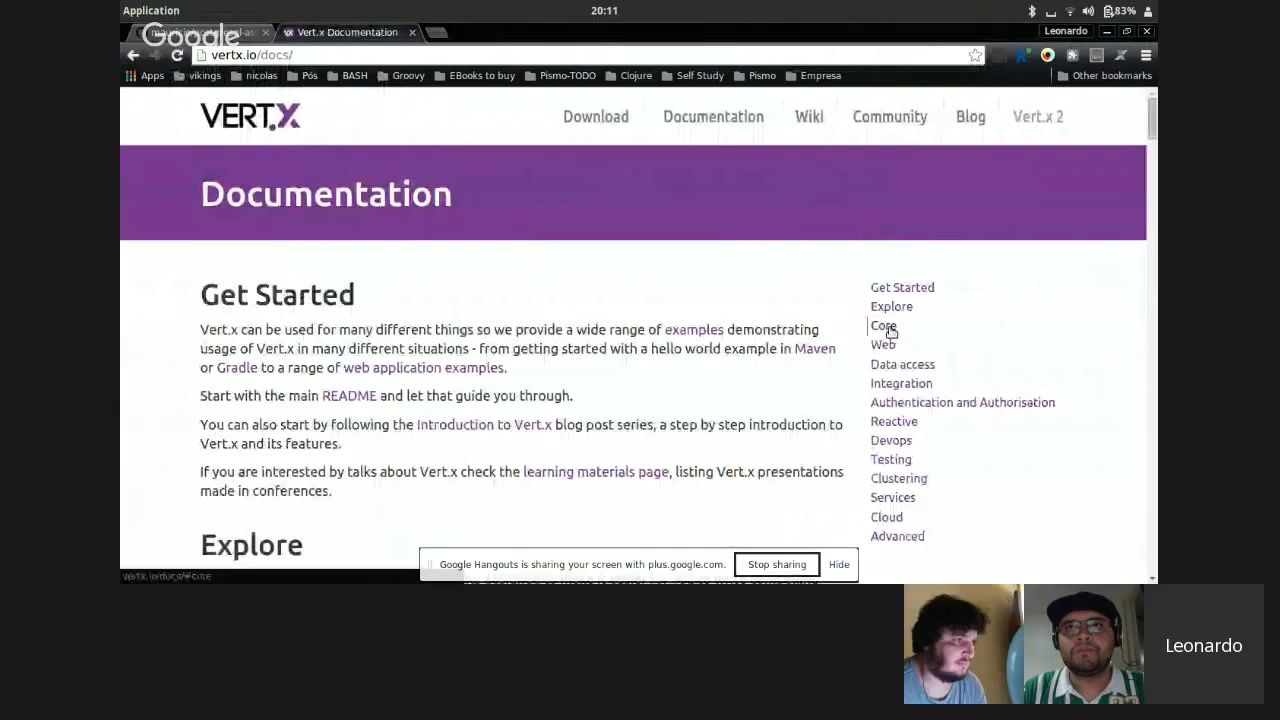 Application
20:11
83%
Google
Vert.x Documentation
Leonardo
vertx.io/docs/
Apps
vikings
nicolas
Pós
BASH
Groovy
EBooks to buy
Pismo-TODO
Clojure
Self Study
Pismo
Empresa
Other bookmarks
VERT.X
Download
Documentation
Wiki
Community
Blog
Vert.x 2
Documentation
Get Started
Vert.x can be used for many different things so we provide a wide range of examples demonstrating
usage of Vert.x in many different situations - from getting started with a hello world example in Maven
or Gradle to a range of web application examples.
Start with the main README and let that guide you through.
You can also start by following the Introduction to Vert.x blog post series, a step by step introduction to
Vert.x and its features.
If you are interested by talks about Vert.x check the learning materials page, listing Vert.x presentations
made in conferences.
Explore
Get Started
Explore
Core
Web
Data access
Integration
Authentication and Authorisation
Reactive
Devops
Testing
Clustering
Services
Cloud
Advanced
Google Hangouts is sharing your screen with plus.google.com.
Stop sharing
Hide
vertx.io/docs/#core
Leonardo